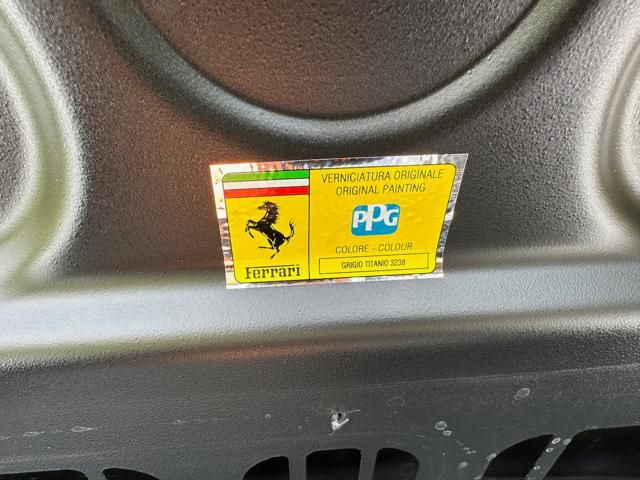 VERNICIATURA ORIGINALE
ORIGINAL PAINTING
PPG
COLORE - COLOUR
GRIGIO TITANIO 3238
Ferrari